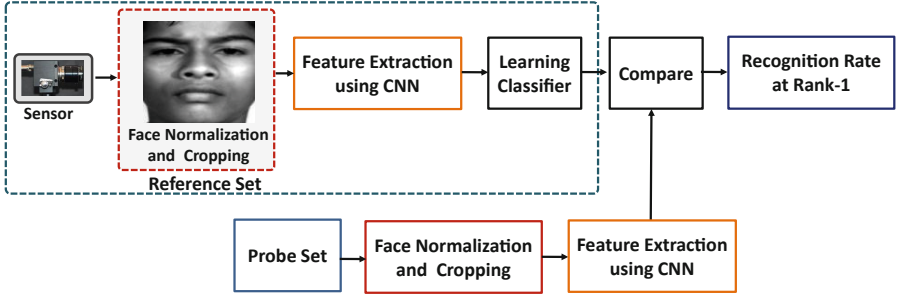 Sensor
Face Normalization
and Cropping
Feature Extraction
using CNN
Learning
Classifier
Reference Set
Compare
Recognition Rate
at Rank-1
Probe Set
Face Normalization
and Cropping
Feature Extraction
using CNN